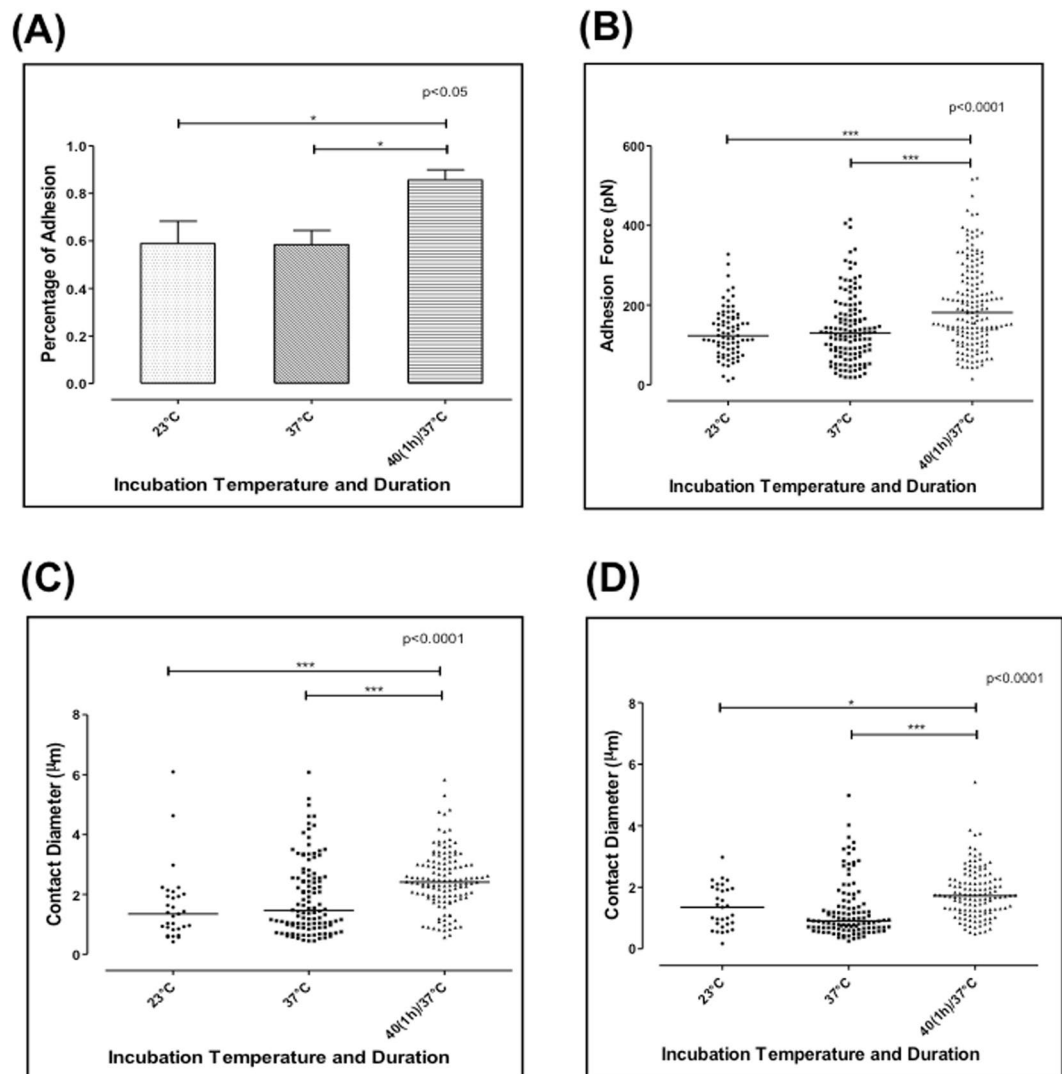 (A)
p<0.05
*
*
Percentage of Adhesion
1.0
0.8
0.6
0.4
0.2
0.0
23°C
37°C
40(1h)/37°C
Incubation Temperature and Duration
(B)
p<0.0001
***
***
Adhesion Force (pN)
600
400
200
0
23°C
37°C
40(1h)/37°C
Incubation Temperature and Duration
(C)
p<0.0001
***
***
Contact Diameter (μm)
8
6
4
2
0
23°C
37°C
40(1h)/37°C
Incubation Temperature and Duration
(D)
p<0.0001
*
***
Contact Diameter (μm)
8
6
4
2
0
23°C
37°C
40(1h)/37°C
Incubation Temperature and Duration